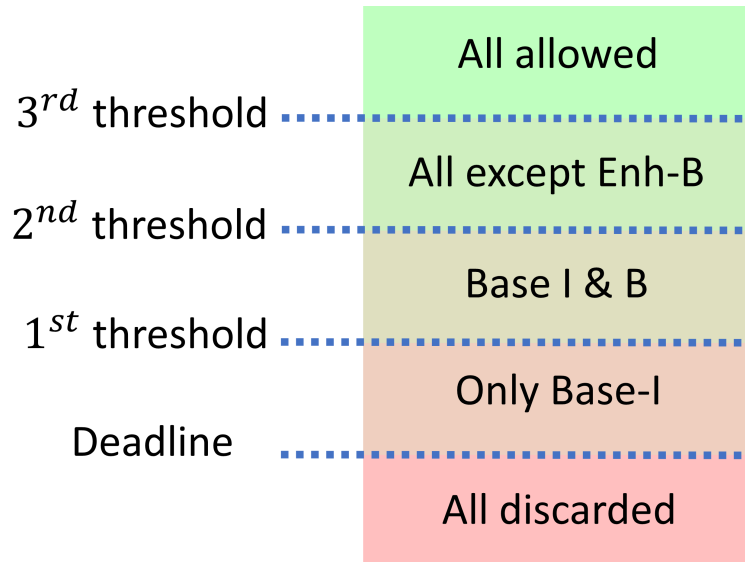 All allowed
3rd threshold
All except Enh-B
2nd threshold
Base I & B
1st threshold
Only Base-I
Deadline
All discarded